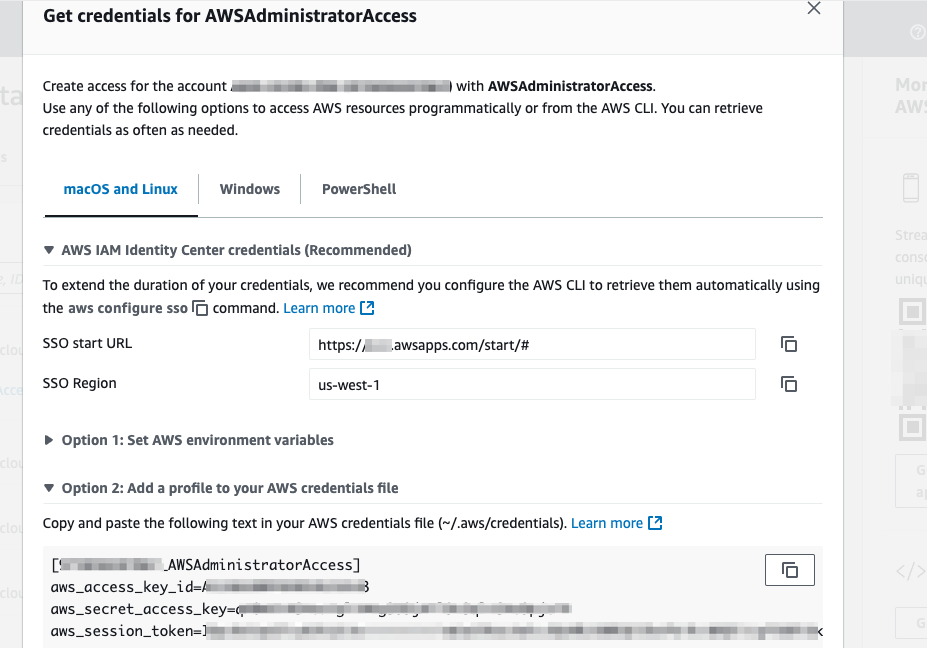 Get credentials for AWSAdministratorAccess
Create access for the account with AWSAdministratorAccess.
Use any of the following options to access AWS resources programmatically or from the AWS CLI. You can retrieve
credentials as often as needed.
macOS and Linux Windows PowerShell
AWS IAM Identity Center credentials (Recommended)
To extend the duration of your credentials, we recommend you configure the AWS CLI to retrieve them automatically using
the aws configure sso command. Learn more
SSO start URL https://.awsapps.com/start/#
SSO Region us-west-1
Option 1: Set AWS environment variables
Option 2: Add a profile to your AWS credentials file
Copy and paste the following text in your AWS credentials file (~/.aws/credentials). Learn more
[_AWSAdministratorAccess]
aws_access_key_id=
aws_secret_access_key=
aws_session_token=